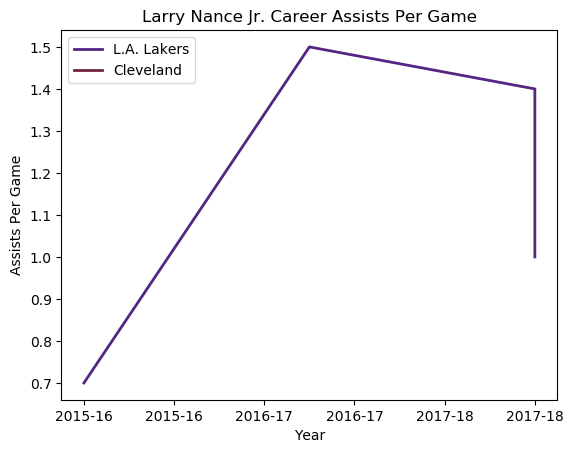 Larry Nance Jr. Career Assists Per Game
L.A. Lakers
Cleveland
Assists Per Game
1.5
1.4
1.3
1.2
1.1
1.0
0.9
0.8
0.7
2015-16 2015-16 2016-17 2016-17 2017-18 2017-18
Year